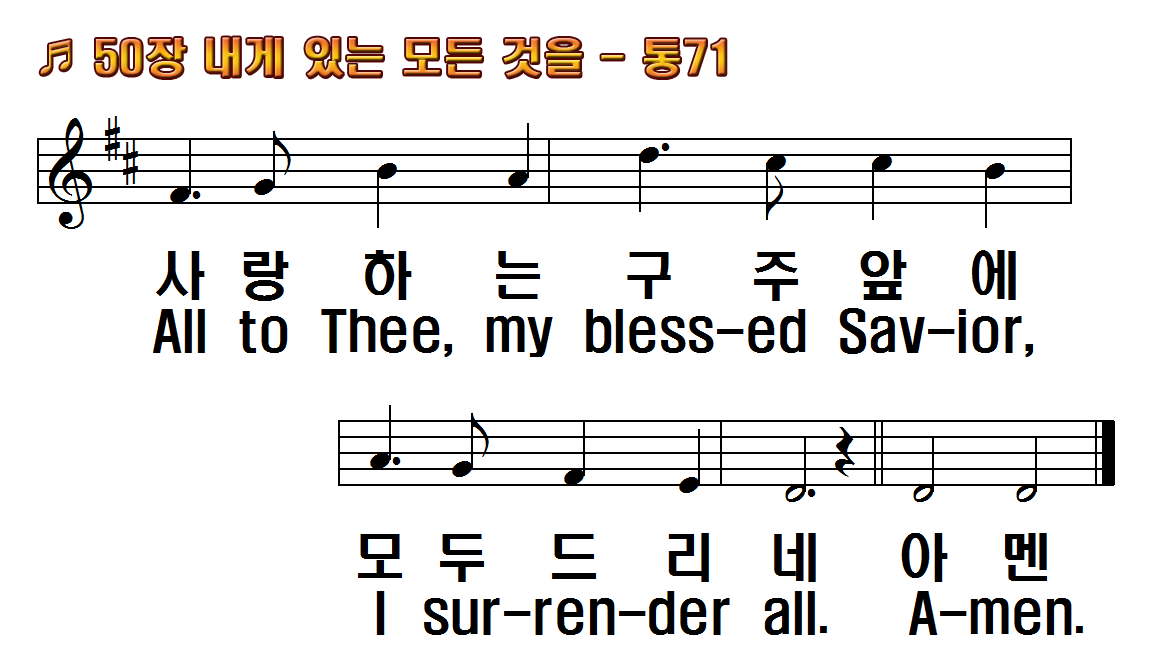 ♬ 50장 내게 있는 모든 것을 - 통71
사 랑 하 는 구 주 앞 에
All to Thee, my bless-ed Sav-ior,
모 두 드 리 네 아 멘
I sur-ren-der all. A-men.